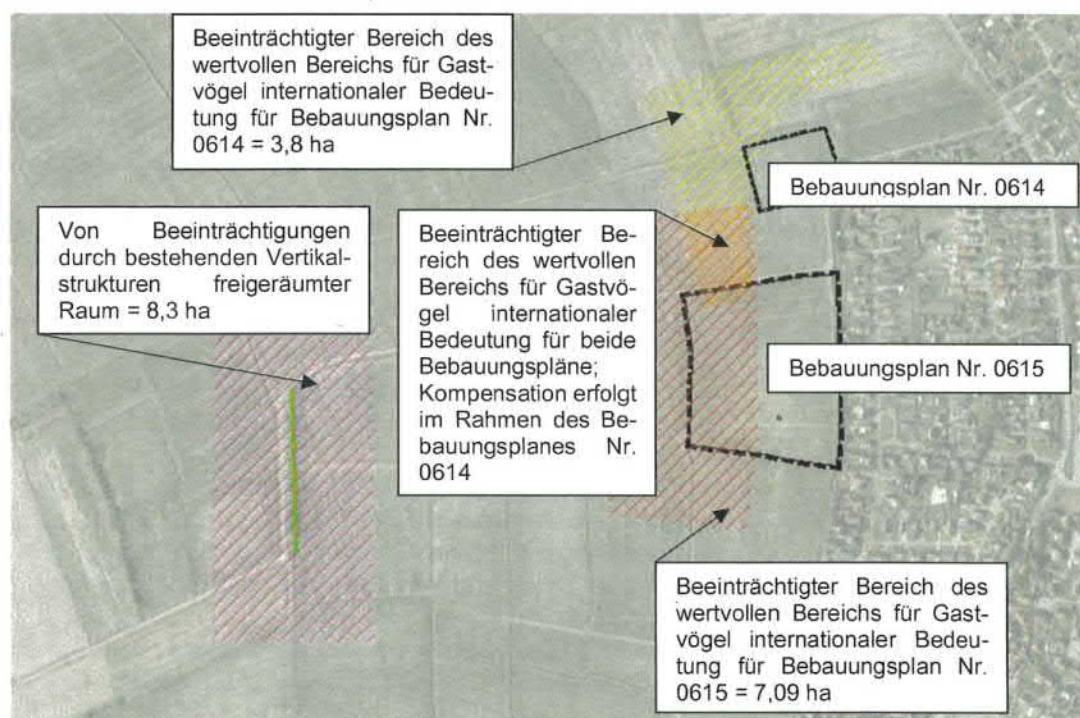 Beeinträchtigter Bereich des
wertvollen Bereichs für Gast-
vögel internationaler Bedeu-
tung für Bebauungsplan Nr.
0614 = 3,8 ha
Bebauungsplan Nr. 0614
Von Beeinträchtigungen
durch bestehenden Vertikal-
strukturen freigeräumter
Raum = 8,3 ha
Beeinträchtigter Be-
reich des wertvollen
Bereichs für Gastvö-
gel internationaler
Bedeutung für beide
Bebauungspläne;
Kompensation erfolgt
im Rahmen des Be-
bauungsplanes Nr.
0614
Bebauungsplan Nr. 0615
Beeinträchtigter Bereich des
wertvollen Bereichs für Gast-
vögel internationaler Bedeu-
tung für Bebauungsplan Nr.
0615 = 7,09 ha